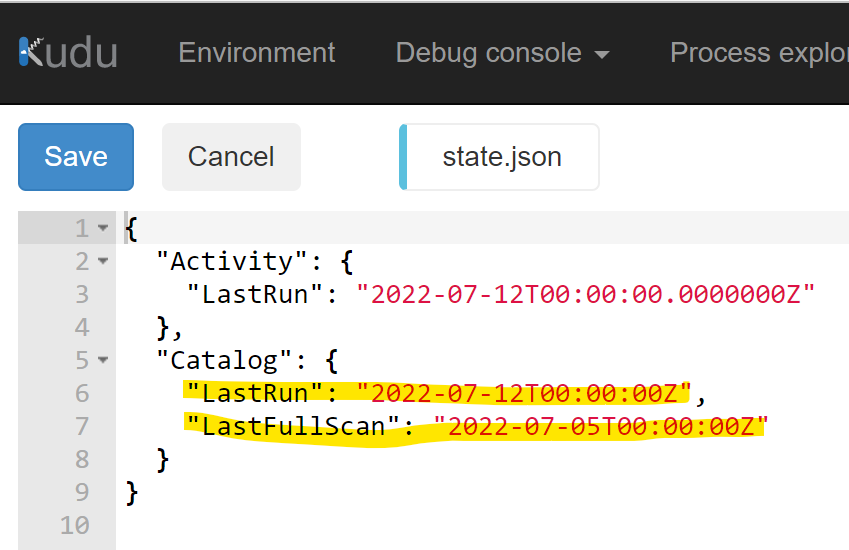 Kudu Environment Debug console Process explor
Save Cancel state.json
1 {
2 "Activity": {
3 "LastRun": "2022-07-12T00:00:00.0000000Z"
4 },
5 "Catalog": {
6 "LastRun": "2022-07-12T00:00:00Z",
7 "LastFullScan": "2022-07-05T00:00:00Z"
8 }
9 }
10